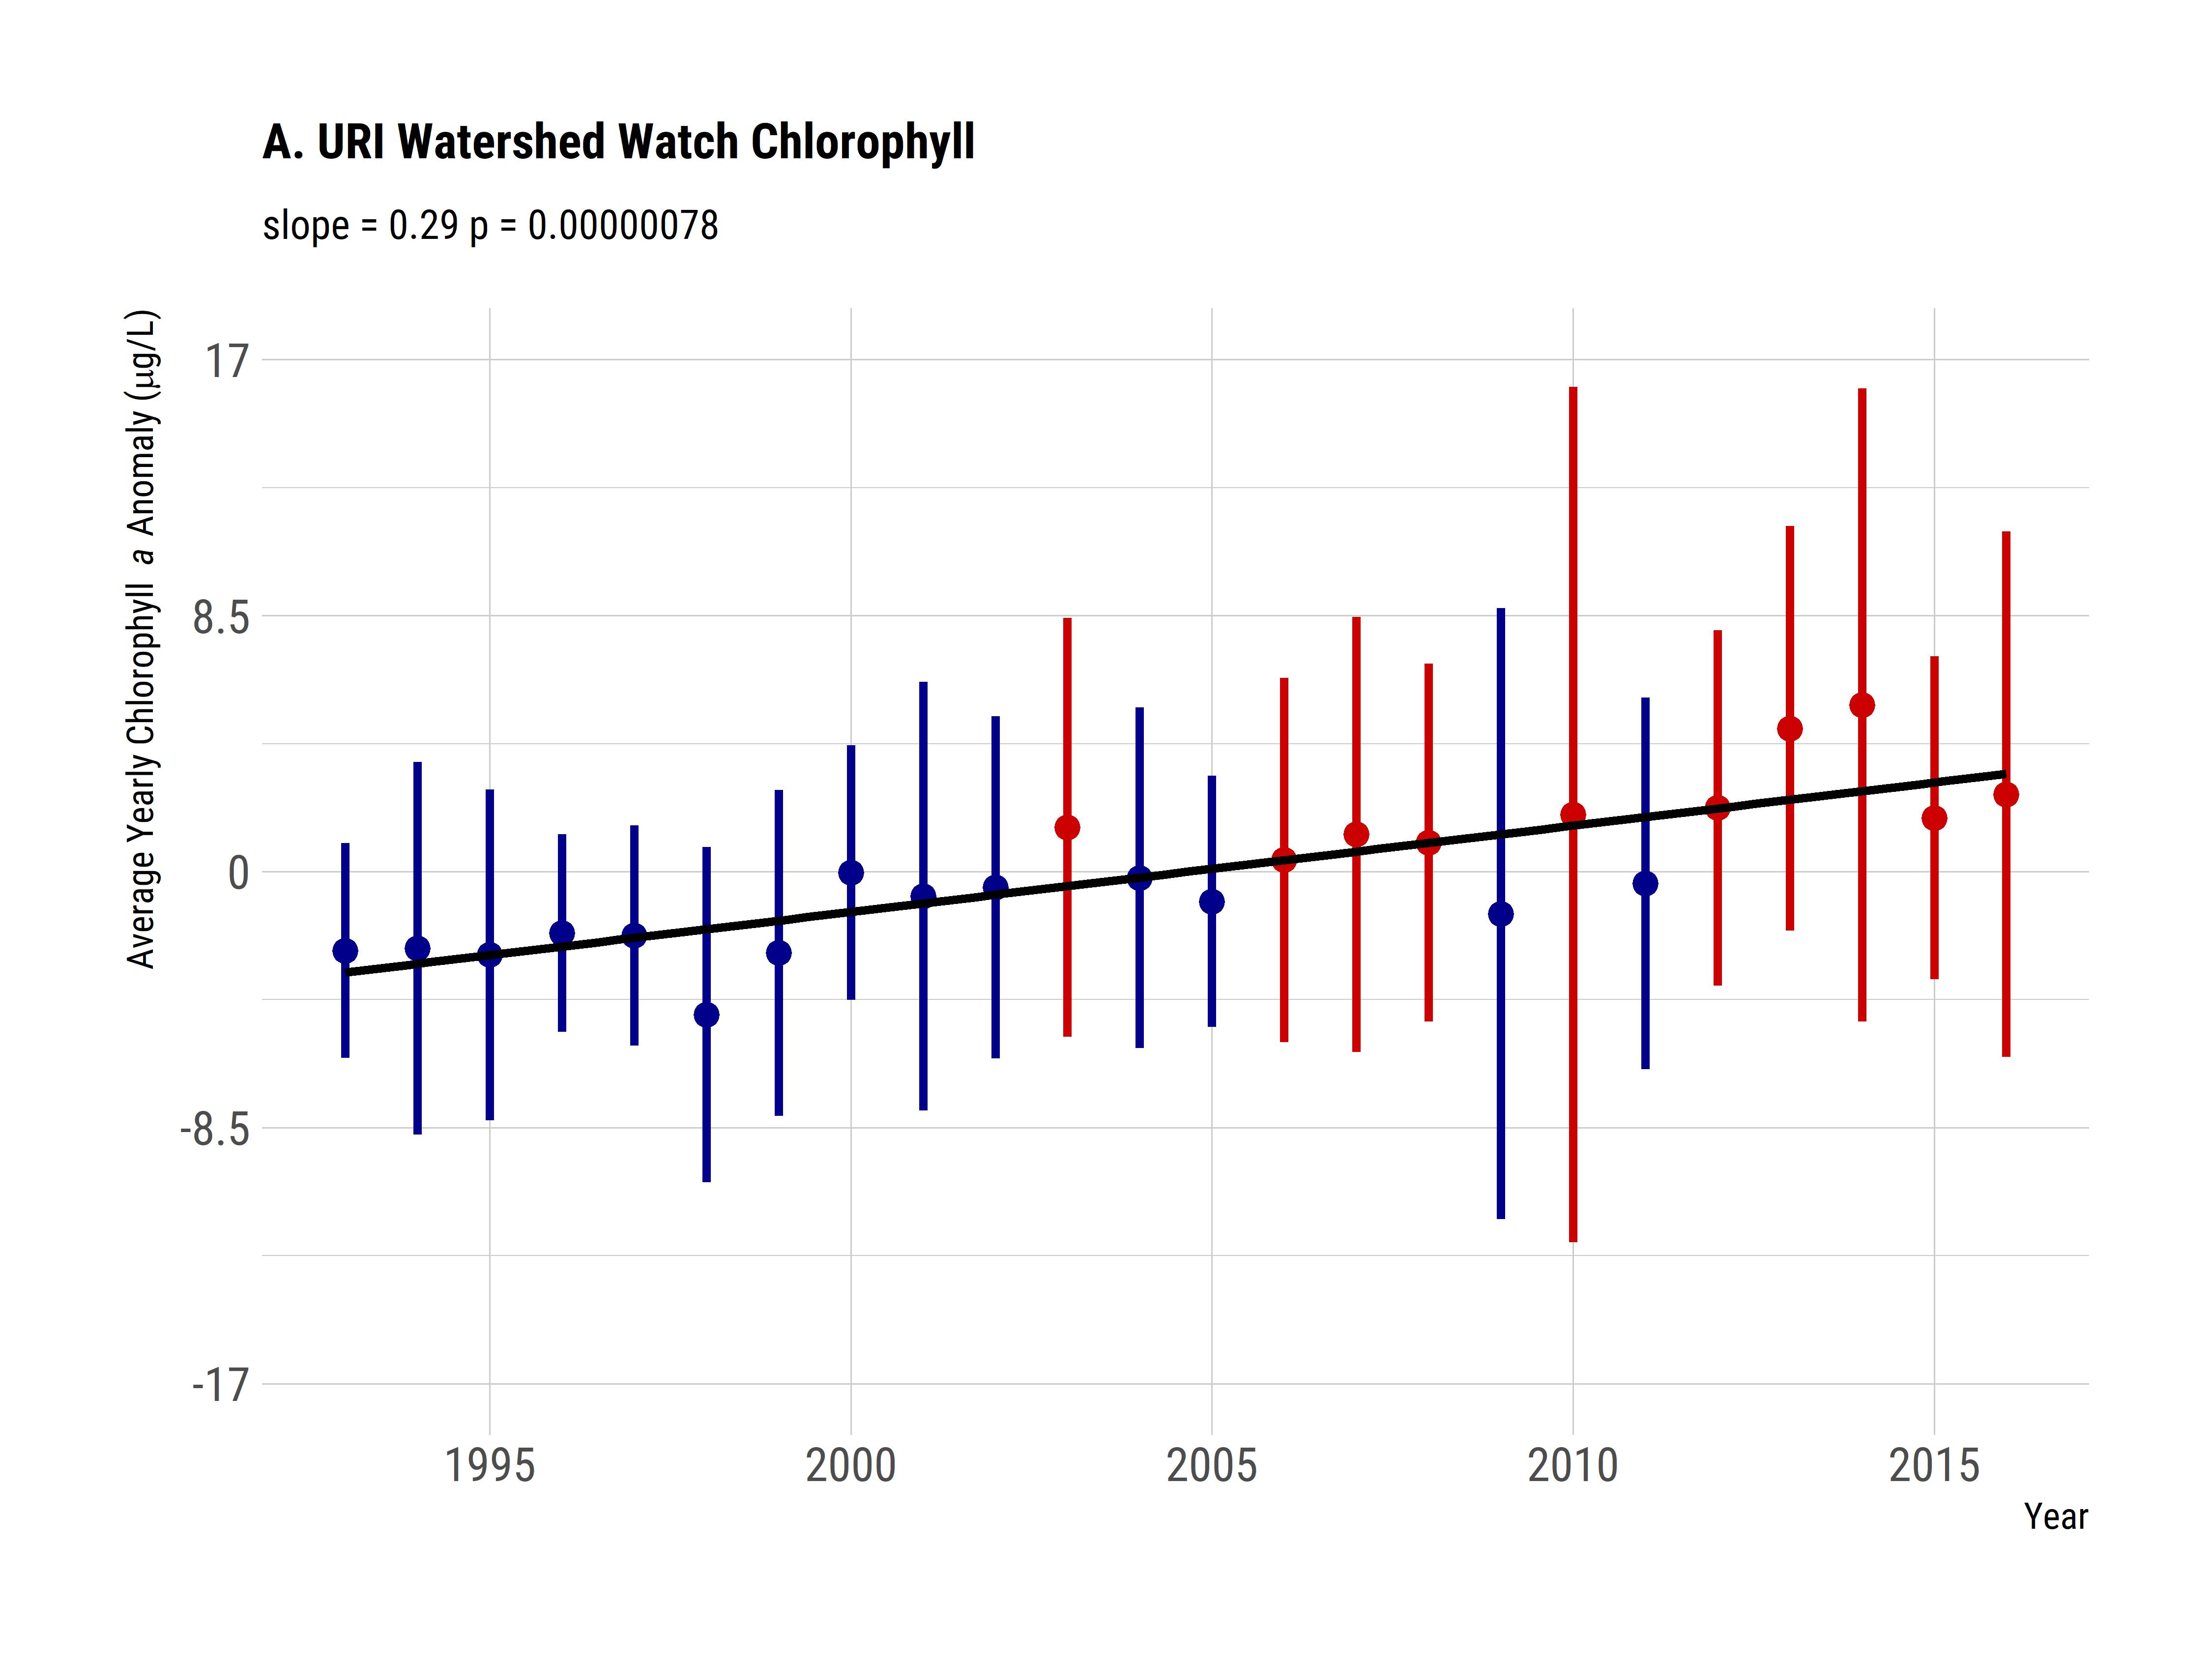 A. URI Watershed Watch Chlorophyll
slope = 0.29 p = 0.00000078
Average Yearly Chlorophyll a Anomaly (μg/L)
17
8.5
0
-8.5
-17
1995 2000 2005 2010 2015
Year